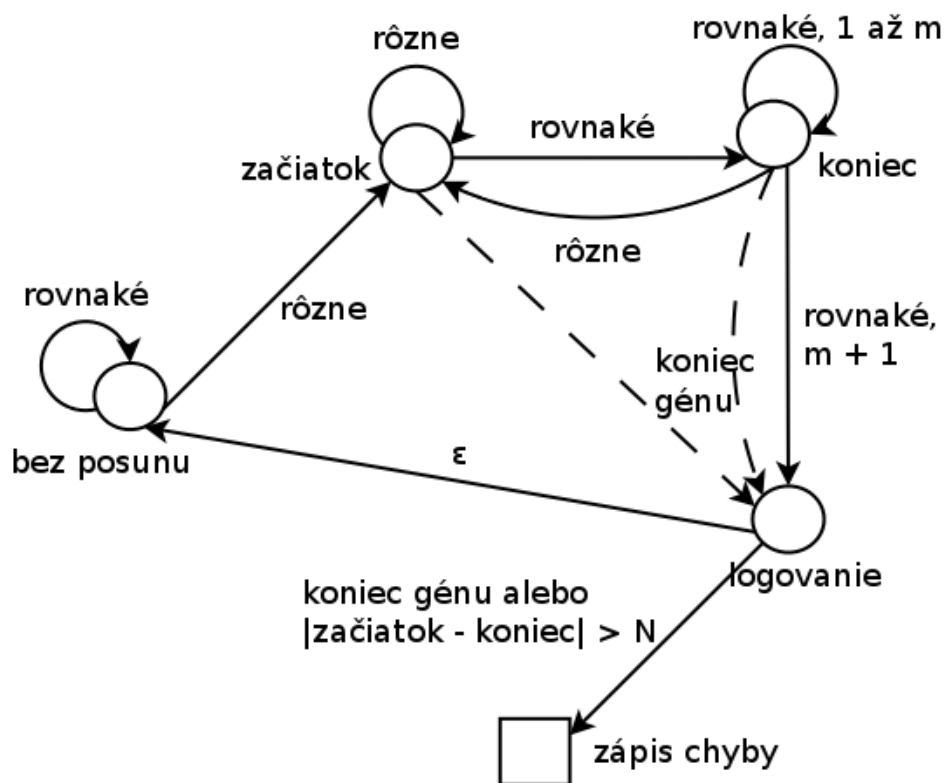 rovnaké, 1 až m
rôzne
rovnaké
začiatok
koniec
rôzne
rovnaké
rôzne
rovnaké,
m + 1
koniec
génu
bez posunu
ε
logovanie
koniec génu alebo
|začiatok - koniec| > N
zápis chyby